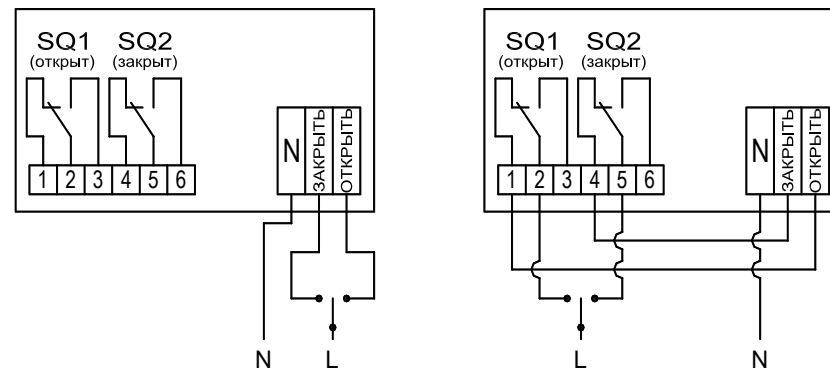 SQ1 SQ2
(открыт) (закрыт)
1 2 3 4 5 6
N ЗАКРЫТЬ ОТКРЫТЬ
N L
SQ1 SQ2
(открыт) (закрыт)
1 2 3 4 5 6
N ЗАКРЫТЬ ОТКРЫТЬ
L N